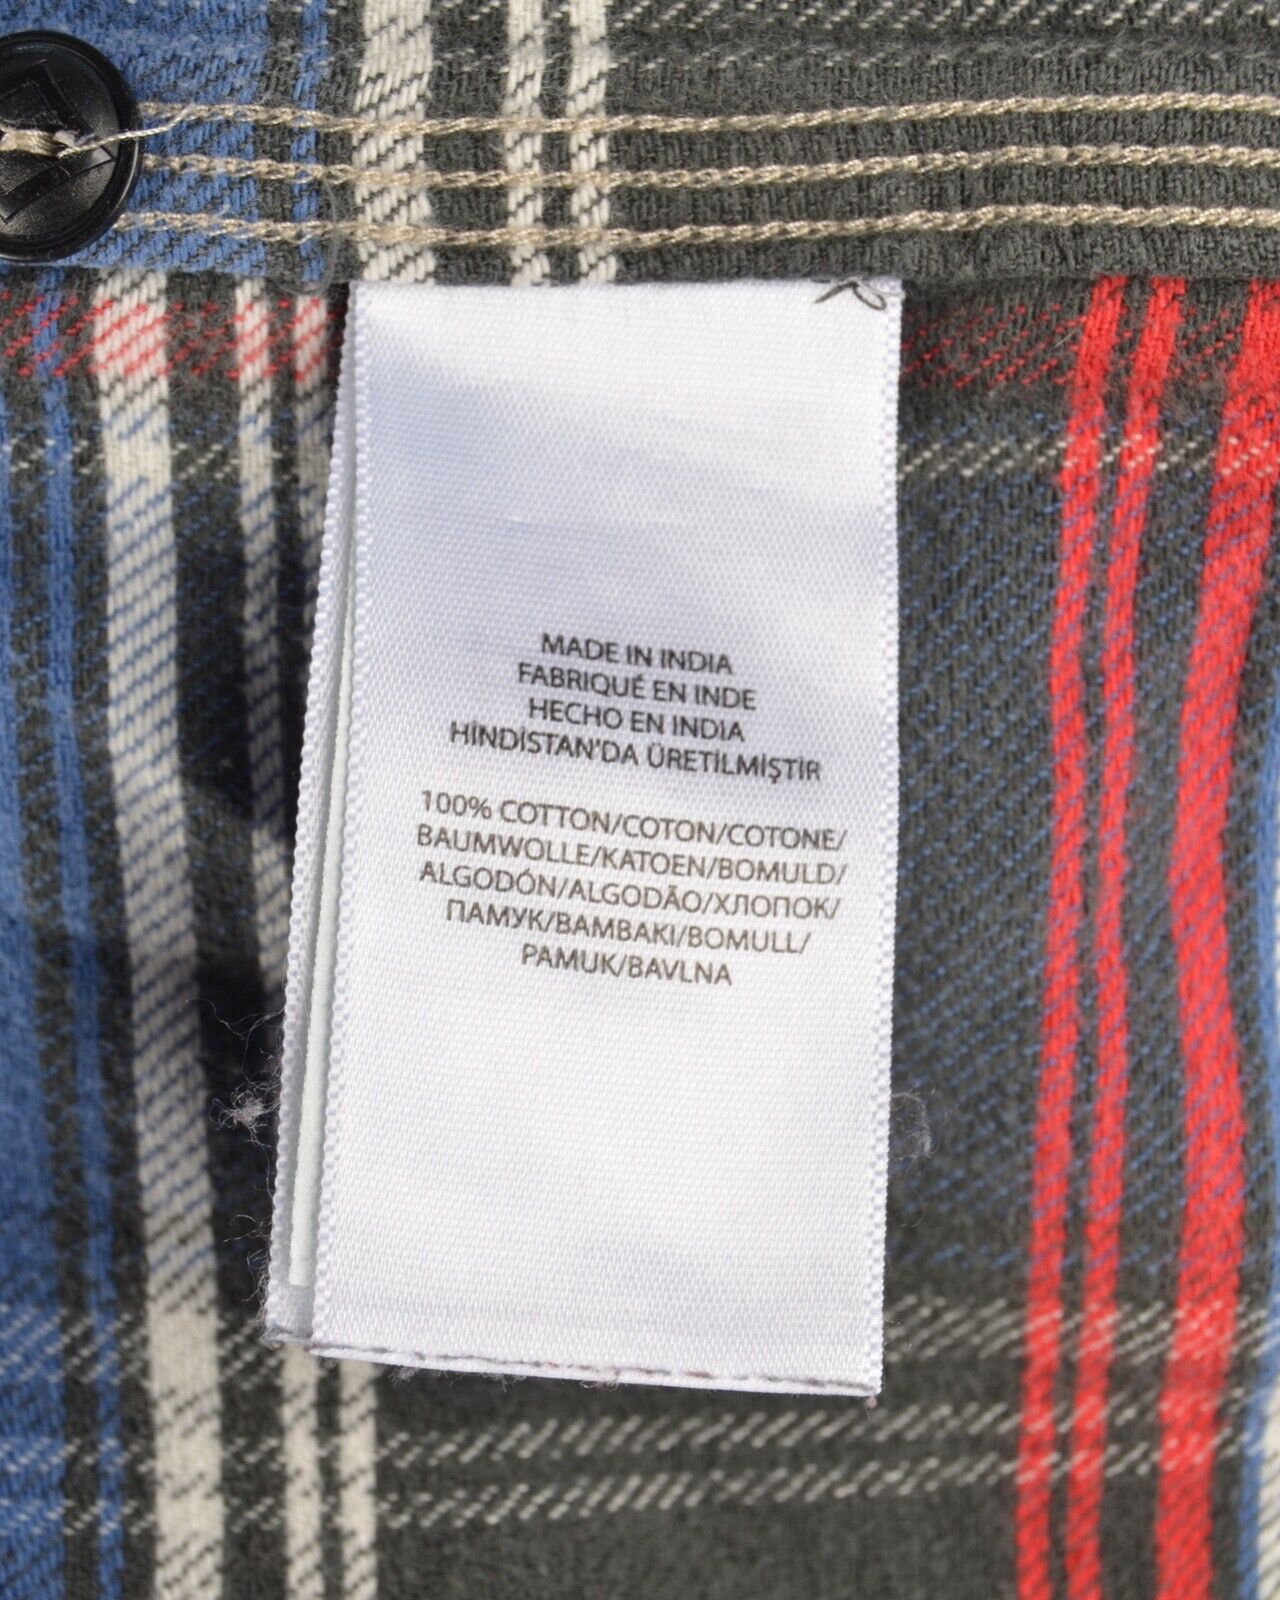 MADE IN INDIA
FABRIQUÉ EN INDE
HECHO EN INDIA
HİNDİSTAN'DA ÜRETİLMİŞTİR
100% COTTON/COTON/COTONE/
BAUMWOLLE/KATOEN/BOMULD/
ALGODÓN/ALGODÃO/ХЛОПОК/
ПАМУК/BAMBAKI/BOMULL/
PAMUK/BAVLNA